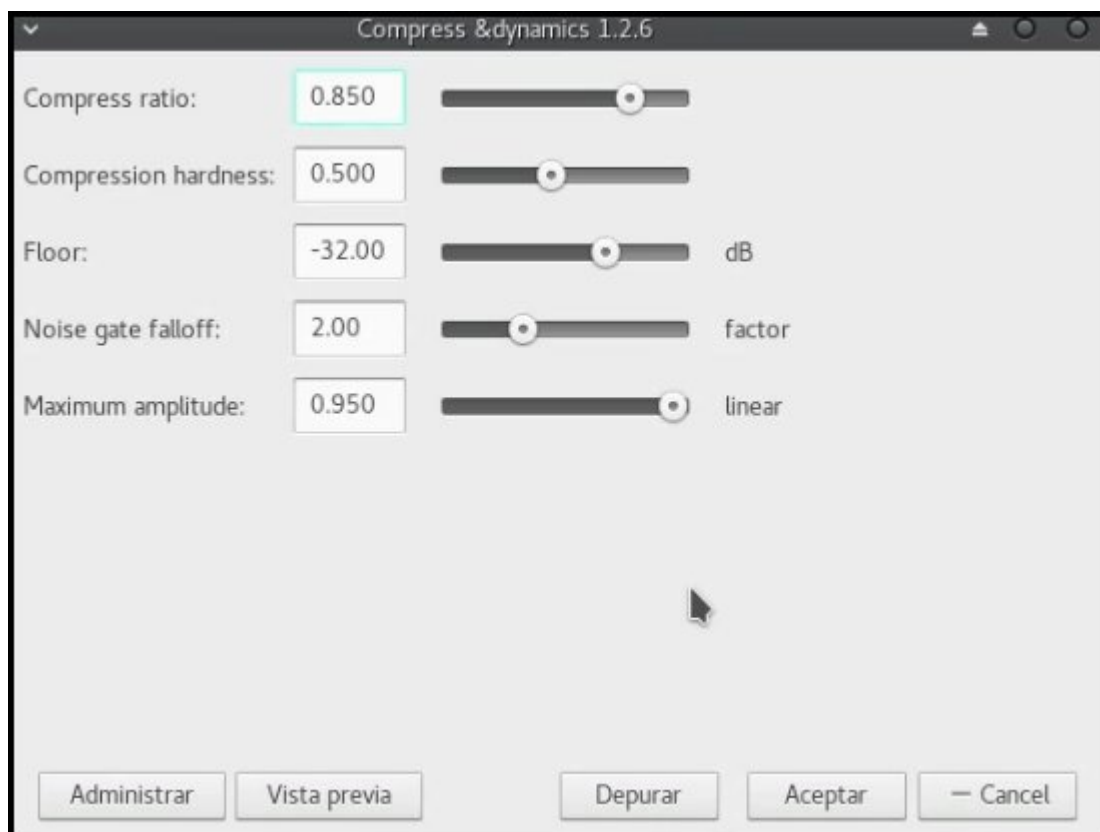 Compress &dynamics 1.2.6
Compress ratio: 0.850
Compression hardness: 0.500
Floor: -32.00 dB
Noise gate falloff: 2.00 factor
Maximum amplitude: 0.950 linear
Administrar Vista previa Depurar Aceptar Cancel